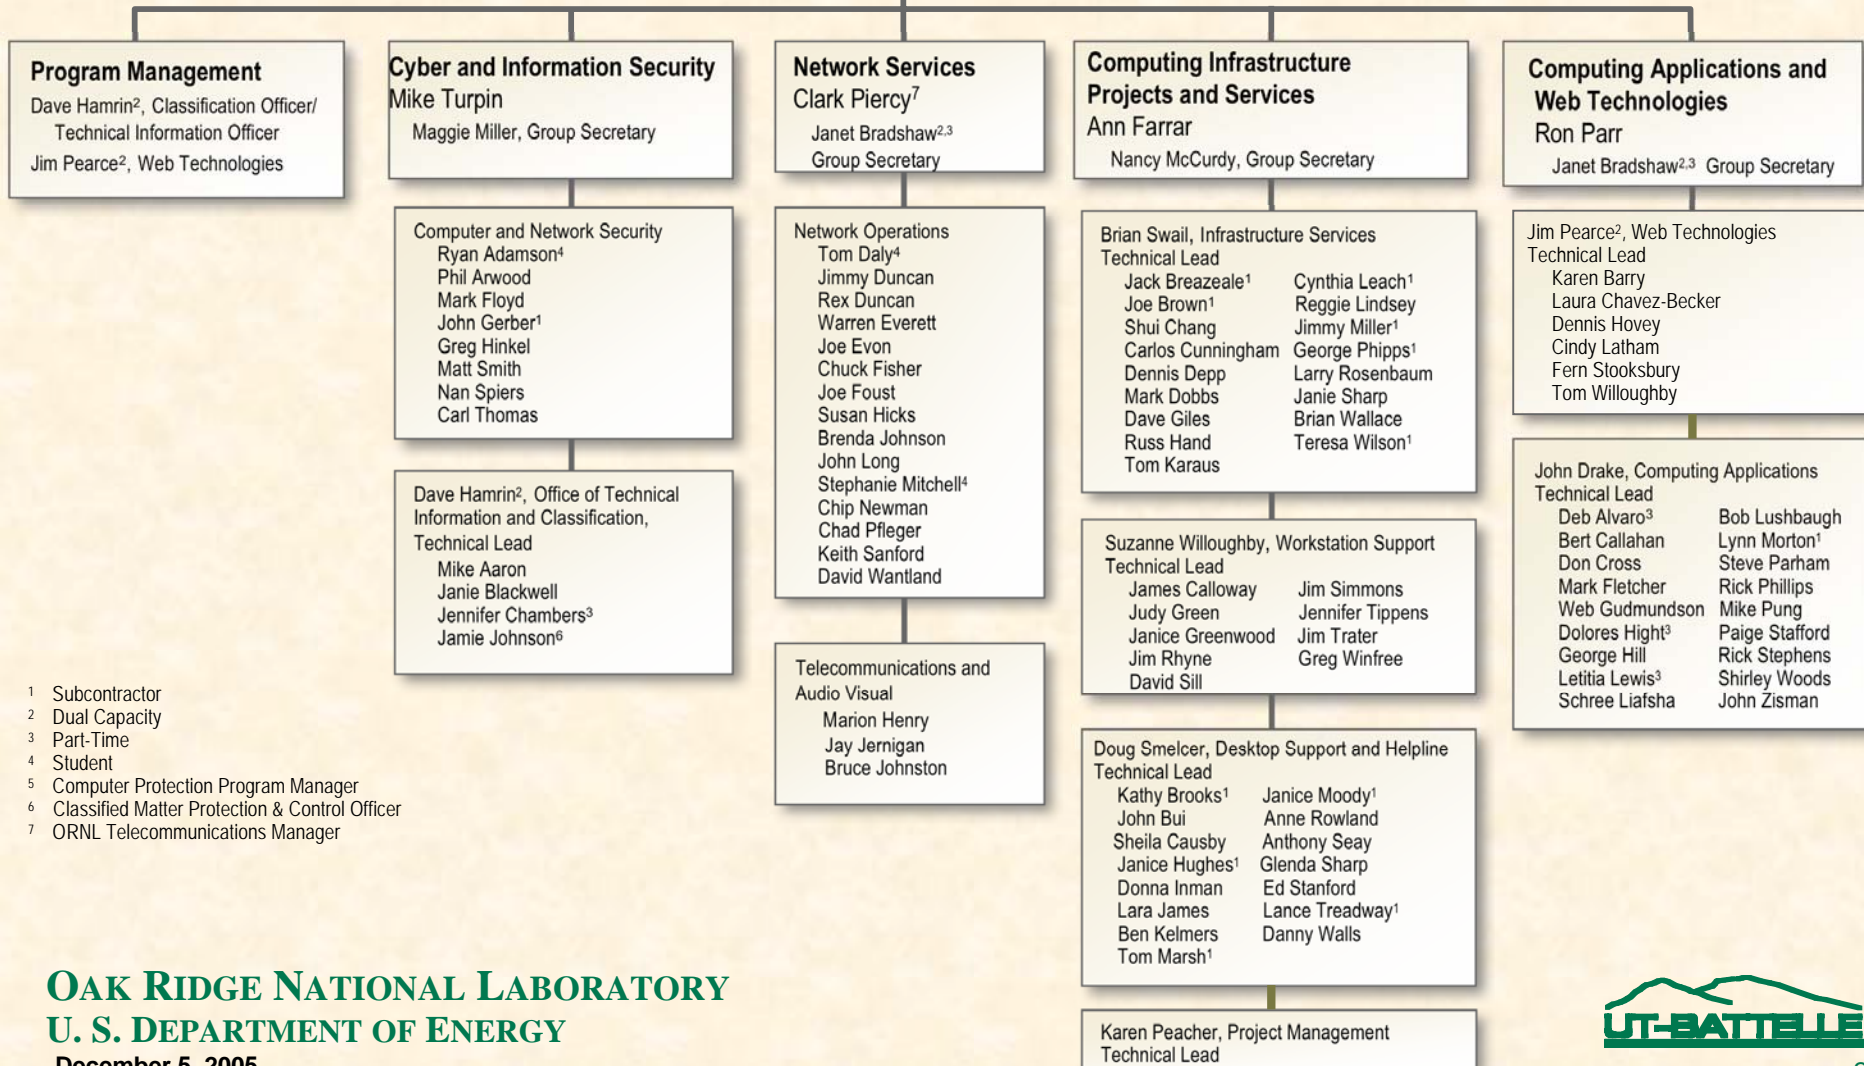 Program Management
Dave Hamrin², Classification Officer/
Technical Information Officer
Jim Pearce², Web Technologies
Cyber and Information Security
Mike Turpin
Maggie Miller, Group Secretary
Network Services
Clark Piercy⁷
Janet Bradshaw²,³
Group Secretary
Computing Infrastructure
Projects and Services
Ann Farrar
Nancy McCurdy, Group Secretary
Computing Applications and
Web Technologies
Ron Parr
Janet Bradshaw²,³ Group Secretary
Computer and Network Security
Ryan Adamson⁴
Phil Arwood
Mark Floyd
John Gerber¹
Greg Hinkel
Matt Smith
Nan Spiers
Carl Thomas
Dave Hamrin², Office of Technical
Information and Classification,
Technical Lead
Mike Aaron
Janie Blackwell
Jennifer Chambers³
Jamie Johnson⁶
Network Operations
Tom Daly⁴
Jimmy Duncan
Rex Duncan
Warren Everett
Joe Evon
Chuck Fisher
Joe Foust
Susan Hicks
Brenda Johnson
John Long
Stephanie Mitchell⁴
Chip Newman
Chad Pfleger
Keith Sanford
David Wantland
Telecommunications and
Audio Visual
Marion Henry
Jay Jernigan
Bruce Johnston
Brian Swail, Infrastructure Services
Technical Lead
Jack Breazeale¹ Cynthia Leach¹
Joe Brown¹ Reggie Lindsey
Shui Chang Jimmy Miller¹
Carlos Cunningham George Phipps¹
Dennis Depp Larry Rosenbaum
Mark Dobbs Janie Sharp
Dave Giles Brian Wallace
Russ Hand Teresa Wilson¹
Tom Karaus
Suzanne Willoughby, Workstation Support
Technical Lead
James Calloway Jim Simmons
Judy Green Jennifer Tippens
Janice Greenwood Jim Trater
Jim Rhyne Greg Winfree
David Sill
Doug Smelcer, Desktop Support and Helpline
Technical Lead
Kathy Brooks¹ Janice Moody¹
John Bui Anne Rowland
Sheila Causby Anthony Seay
Janice Hughes¹ Glenda Sharp
Donna Inman Ed Stanford
Lara James Lance Treadway¹
Ben Kelmers Danny Walls
Tom Marsh¹
Karen Peacher, Project Management
Technical Lead
Jim Pearce², Web Technologies
Technical Lead
Karen Barry
Laura Chavez-Becker
Dennis Hovey
Cindy Latham
Fern Stooksbury
Tom Willoughby
John Drake, Computing Applications
Technical Lead
Deb Alvaro³ Bob Lushbaugh
Bert Callahan Lynn Morton¹
Don Cross Steve Parham
Mark Fletcher Rick Phillips
Web Gudmundson Mike Pung
Dolores Hight³ Paige Stafford
George Hill Rick Stephens
Letitia Lewis³ Shirley Woods
Schree Liafsha John Zisman
¹ Subcontractor
² Dual Capacity
³ Part-Time
⁴ Student
⁵ Computer Protection Program Manager
⁶ Classified Matter Protection & Control Officer
⁷ ORNL Telecommunications Manager
OAK RIDGE NATIONAL LABORATORY
U. S. DEPARTMENT OF ENERGY
December 5, 2005
UT-BATTELLE